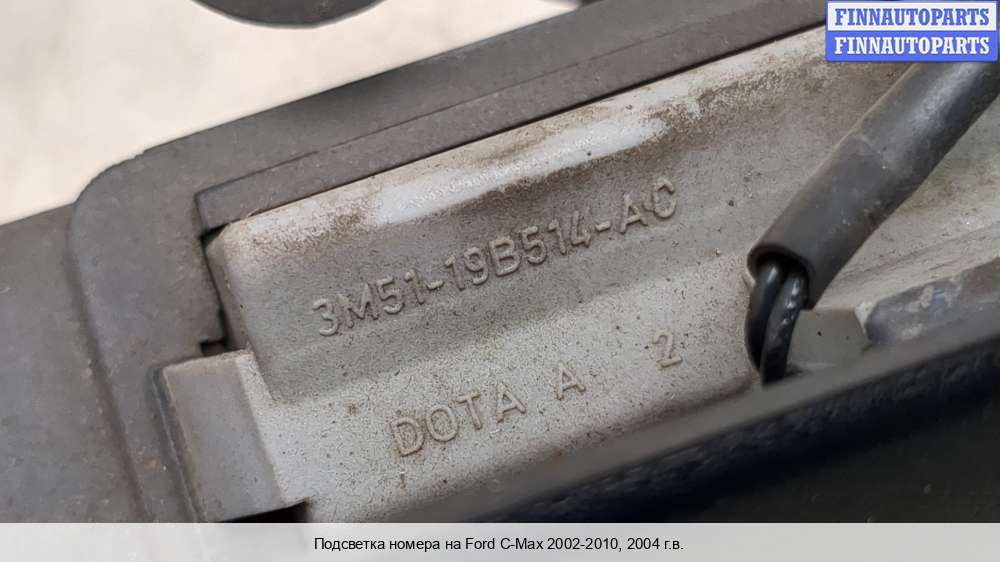 FINNAUTOPARTS
FINNAUTOPARTS
3M51-19B514-AC
DOTA A 2
Подсветка номера на Ford C-Max 2002-2010, 2004 г.в.